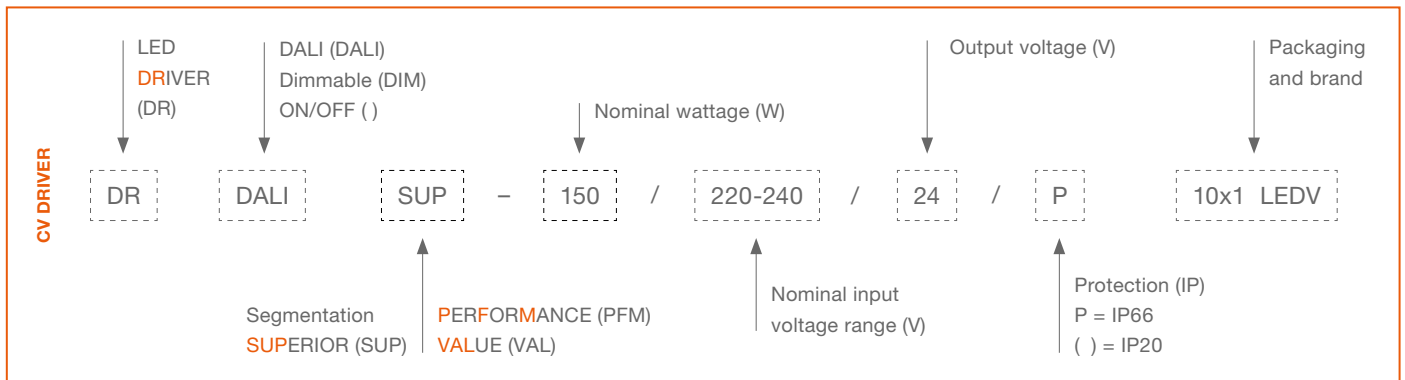 LED
DRIVER
(DR)
DALI (DALI)
Dimmable (DIM)
ON/OFF ( )
Nominal wattage (W)
Output voltage (V)
Packaging
and brand
CV DRIVER
DR DALI SUP – 150 / 220-240 / 24 / P 10x1 LEDV
Segmentation
SUPERIOR (SUP)
PERFORMANCE (PFM)
VALUE (VAL)
Nominal input
voltage range (V)
Protection (IP)
P = IP66
( ) = IP20